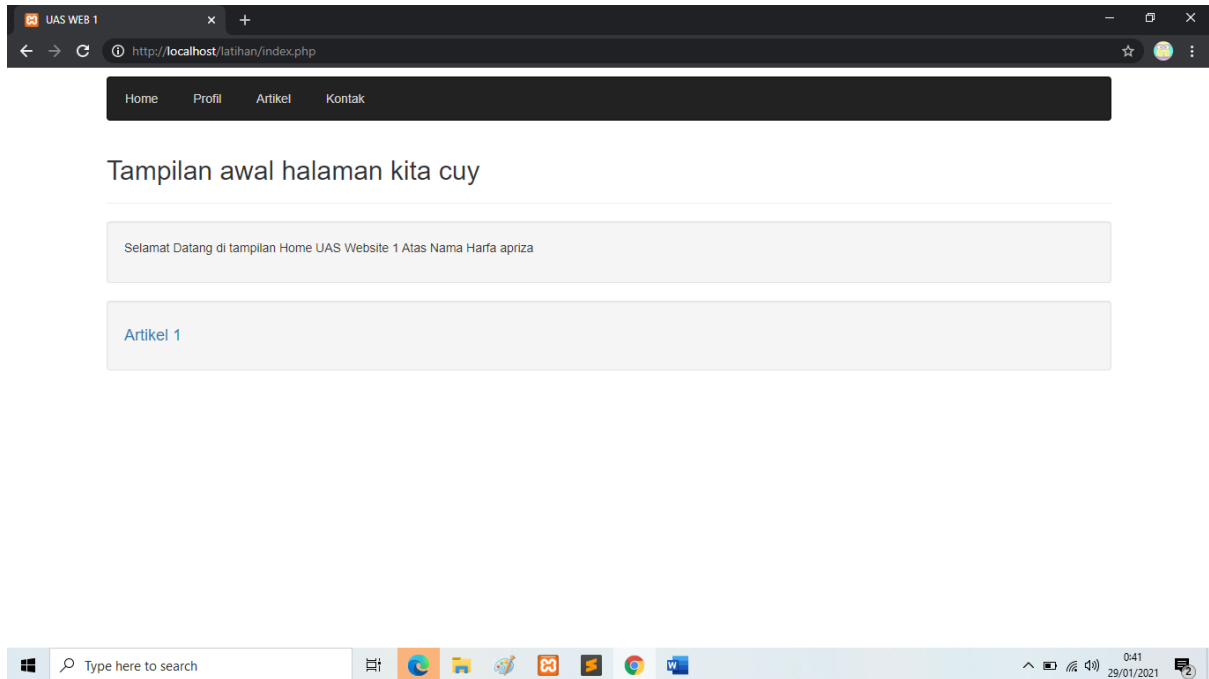 UAS WEB 1
http://localhost/latihan/index.php
Home Profil Artikel Kontak
Tampilan awal halaman kita cuy
Selamat Datang di tampilan Home UAS Website 1 Atas Nama Harfa apriza
Artikel 1
Type here to search
0:41
29/01/2021
2